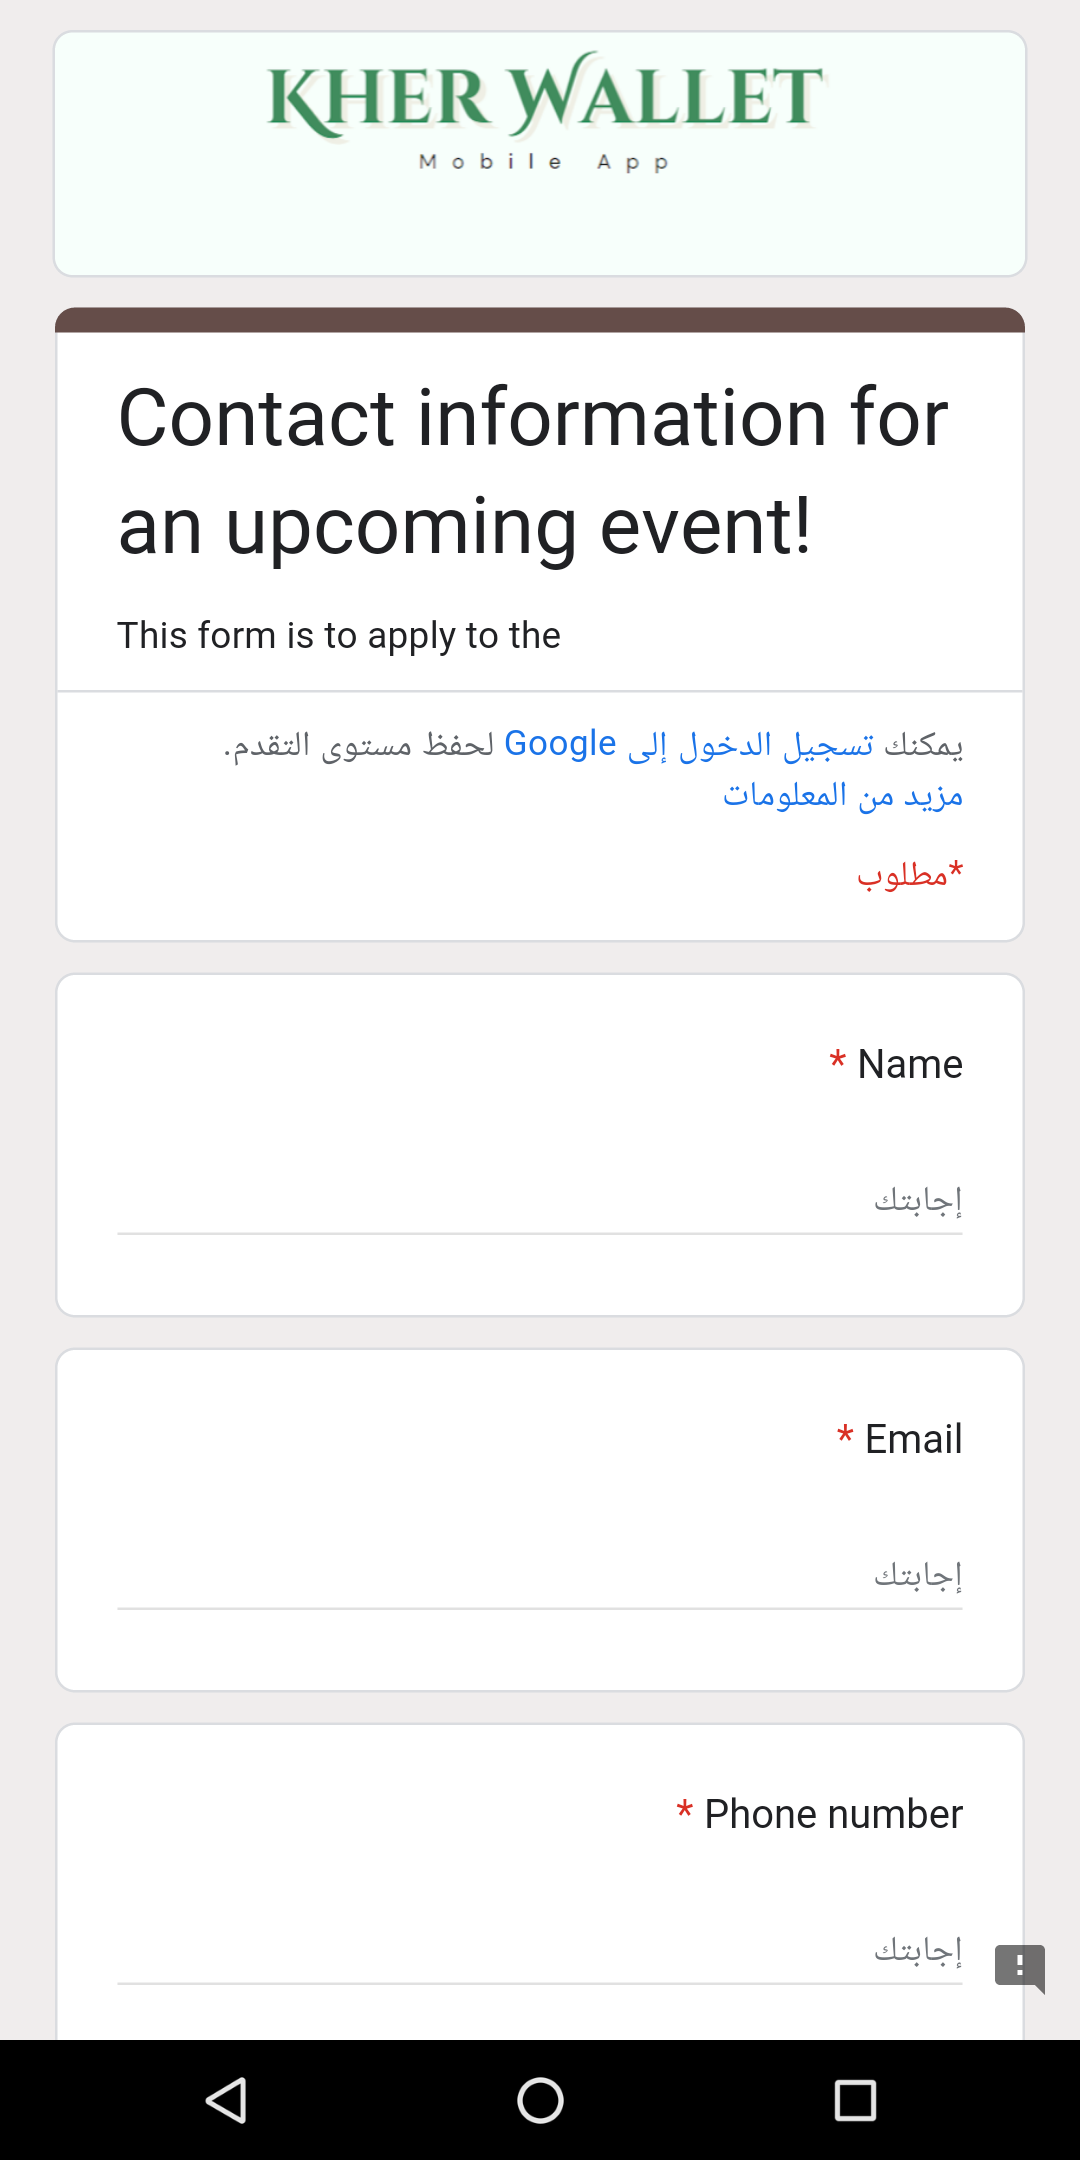 KHER WALLET
Mobile App
Contact information for
an upcoming event!
This form is to apply to the
يمكنك تسجيل الدخول إلى Google لحفظ مستوى التقدم.
مزيد من المعلومات
*مطلوب
* Name
إجابتك
* Email
إجابتك
* Phone number
إجابتك